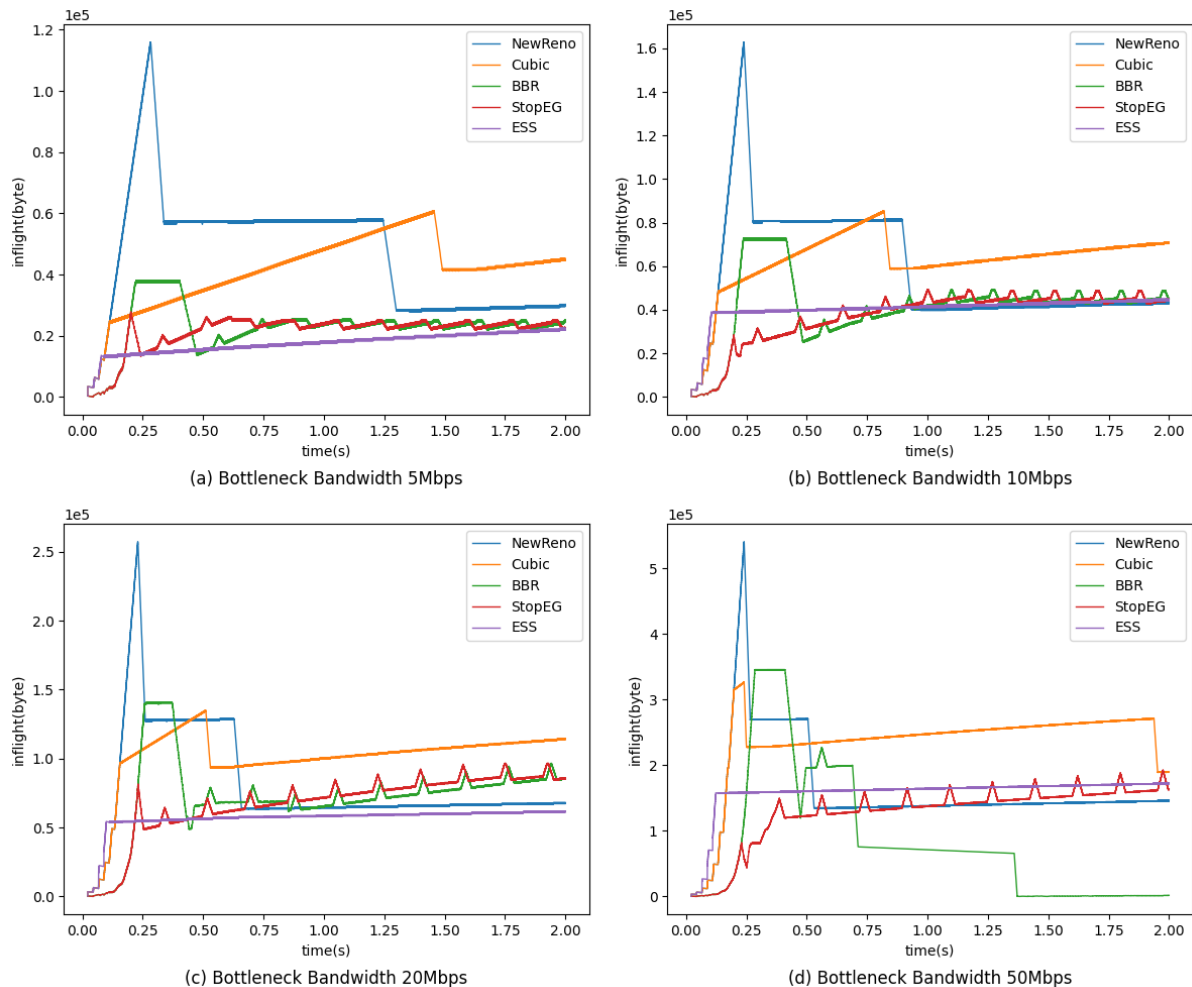 1e5
1.2
1.0
0.8
0.6
0.4
0.2
0.0
inflight(byte)
NewReno
Cubic
BBR
StopEG
ESS
0.00 0.25 0.50 0.75 1.00 1.25 1.50 1.75 2.00
time(s)
(a) Bottleneck Bandwidth 5Mbps
1e5
1.6
1.4
1.2
1.0
0.8
0.6
0.4
0.2
0.0
inflight(byte)
NewReno
Cubic
BBR
StopEG
ESS
0.00 0.25 0.50 0.75 1.00 1.25 1.50 1.75 2.00
time(s)
(b) Bottleneck Bandwidth 10Mbps
1e5
2.5
2.0
1.5
1.0
0.5
0.0
inflight(byte)
NewReno
Cubic
BBR
StopEG
ESS
0.00 0.25 0.50 0.75 1.00 1.25 1.50 1.75 2.00
time(s)
(c) Bottleneck Bandwidth 20Mbps
1e5
5
4
3
2
1
0
inflight(byte)
NewReno
Cubic
BBR
StopEG
ESS
0.00 0.25 0.50 0.75 1.00 1.25 1.50 1.75 2.00
time(s)
(d) Bottleneck Bandwidth 50Mbps